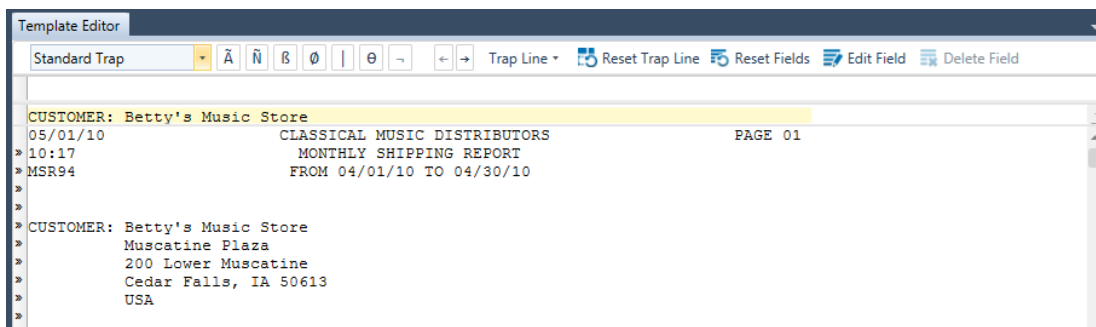 Template Editor
Standard Trap Ã Ñ ß Ø | Ɵ ¬ ← → Trap Line Reset Trap Line Reset Fields Edit Field Delete Field
CUSTOMER: Betty's Music Store
05/01/10 CLASSICAL MUSIC DISTRIBUTORS PAGE 01
» 10:17 MONTHLY SHIPPING REPORT
» MSR94 FROM 04/01/10 TO 04/30/10
»
»
» CUSTOMER: Betty's Music Store
» Muscatine Plaza
» 200 Lower Muscatine
» Cedar Falls, IA 50613
» USA
»